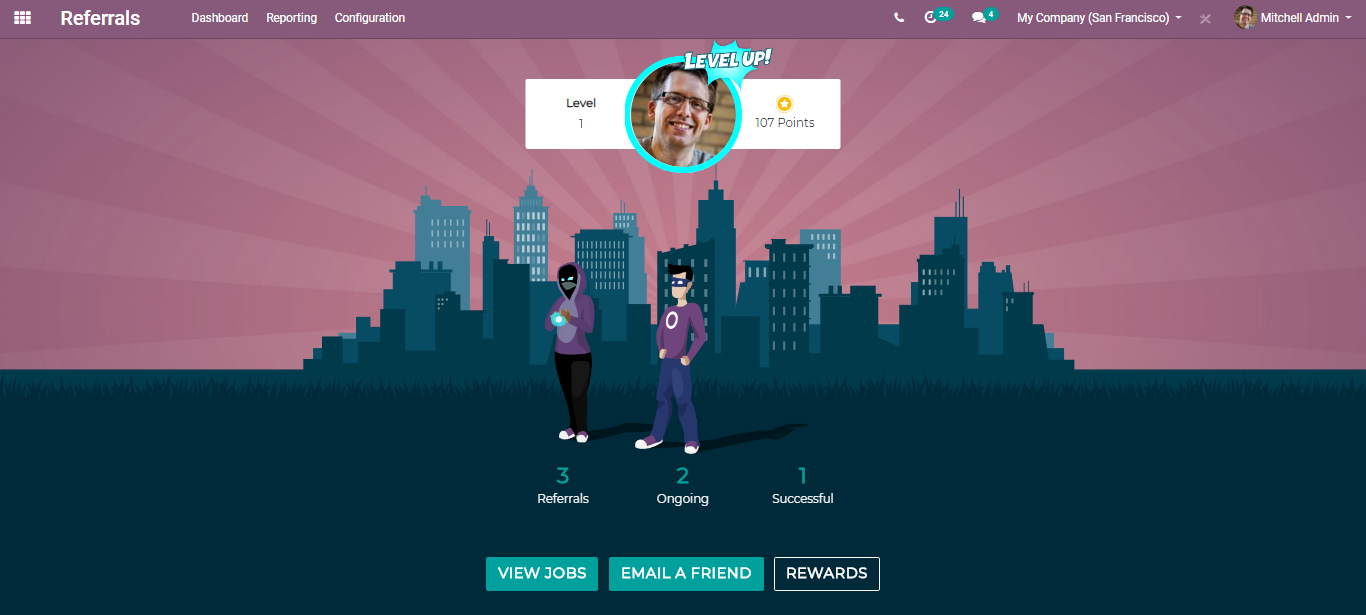 Referrals Dashboard Reporting Configuration 24 4 My Company (San Francisco) Mitchell Admin
LEVEL UP!
Level
1
107 Points
3 2 1
Referrals Ongoing Successful
VIEW JOBS EMAIL A FRIEND REWARDS